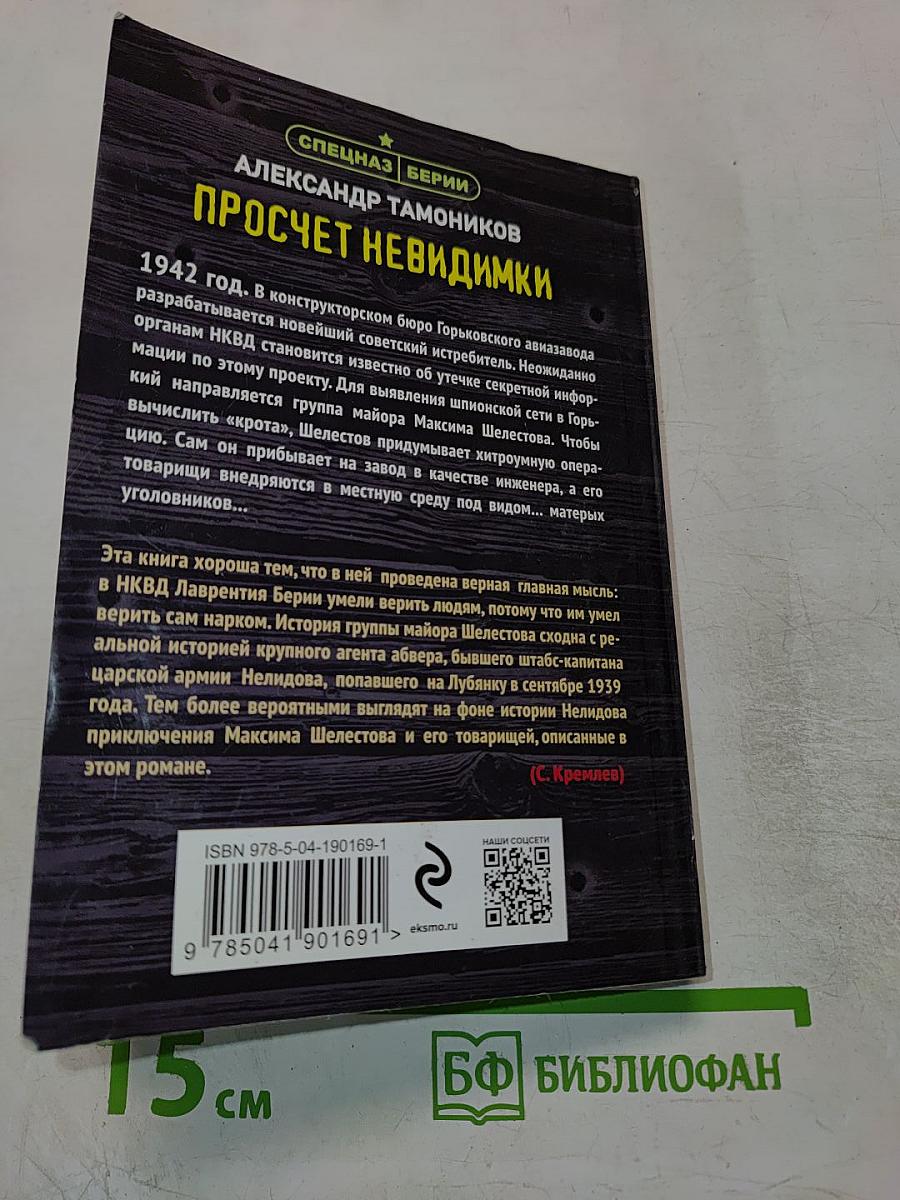 СПЕЦНАЗ БЕРИИ
АЛЕКСАНДР ТАМОНИКОВ
ПРОСЧЕТ НЕВИДИМКИ
1942 год. В конструкторском бюро Горьковского авиазавода
разрабатывается новейший советский истребитель. Неожиданно
органам НКВД становится известно об утечке секретной инфор-
мации по этому проекту. Для выявления шпионской сети в Горь-
кий направляется группа майора Максима Шелестова. Чтобы
вычислить «крота», Шелестов придумывает хитроумную опера-
цию. Сам он прибывает на завод в качестве инженера, а его
товарищи внедряются в местную среду под видом... матерых
уголовников...
Эта книга хороша тем, что в ней проведена верная главная мысль:
в НКВД Лаврентия Берии умели верить людям, потому что им умел
верить сам нарком. История группы майора Шелестова сходна с ре-
альной историей крупного агента абвера, бывшего штабс-капитана
царской армии Нелидова, попавшего на Лубянку в сентябре 1939
года. Тем более вероятными выглядят на фоне истории Нелидова
приключения Максима Шелестова и его товарищей, описанные в
этом романе.
(С. Кремлев)
ISBN 978-5-04-190169-1
9 785041 901691 >
eksmo.ru
НАШИ СОЦСЕТИ
15 см
БФ БИБЛИОФАН